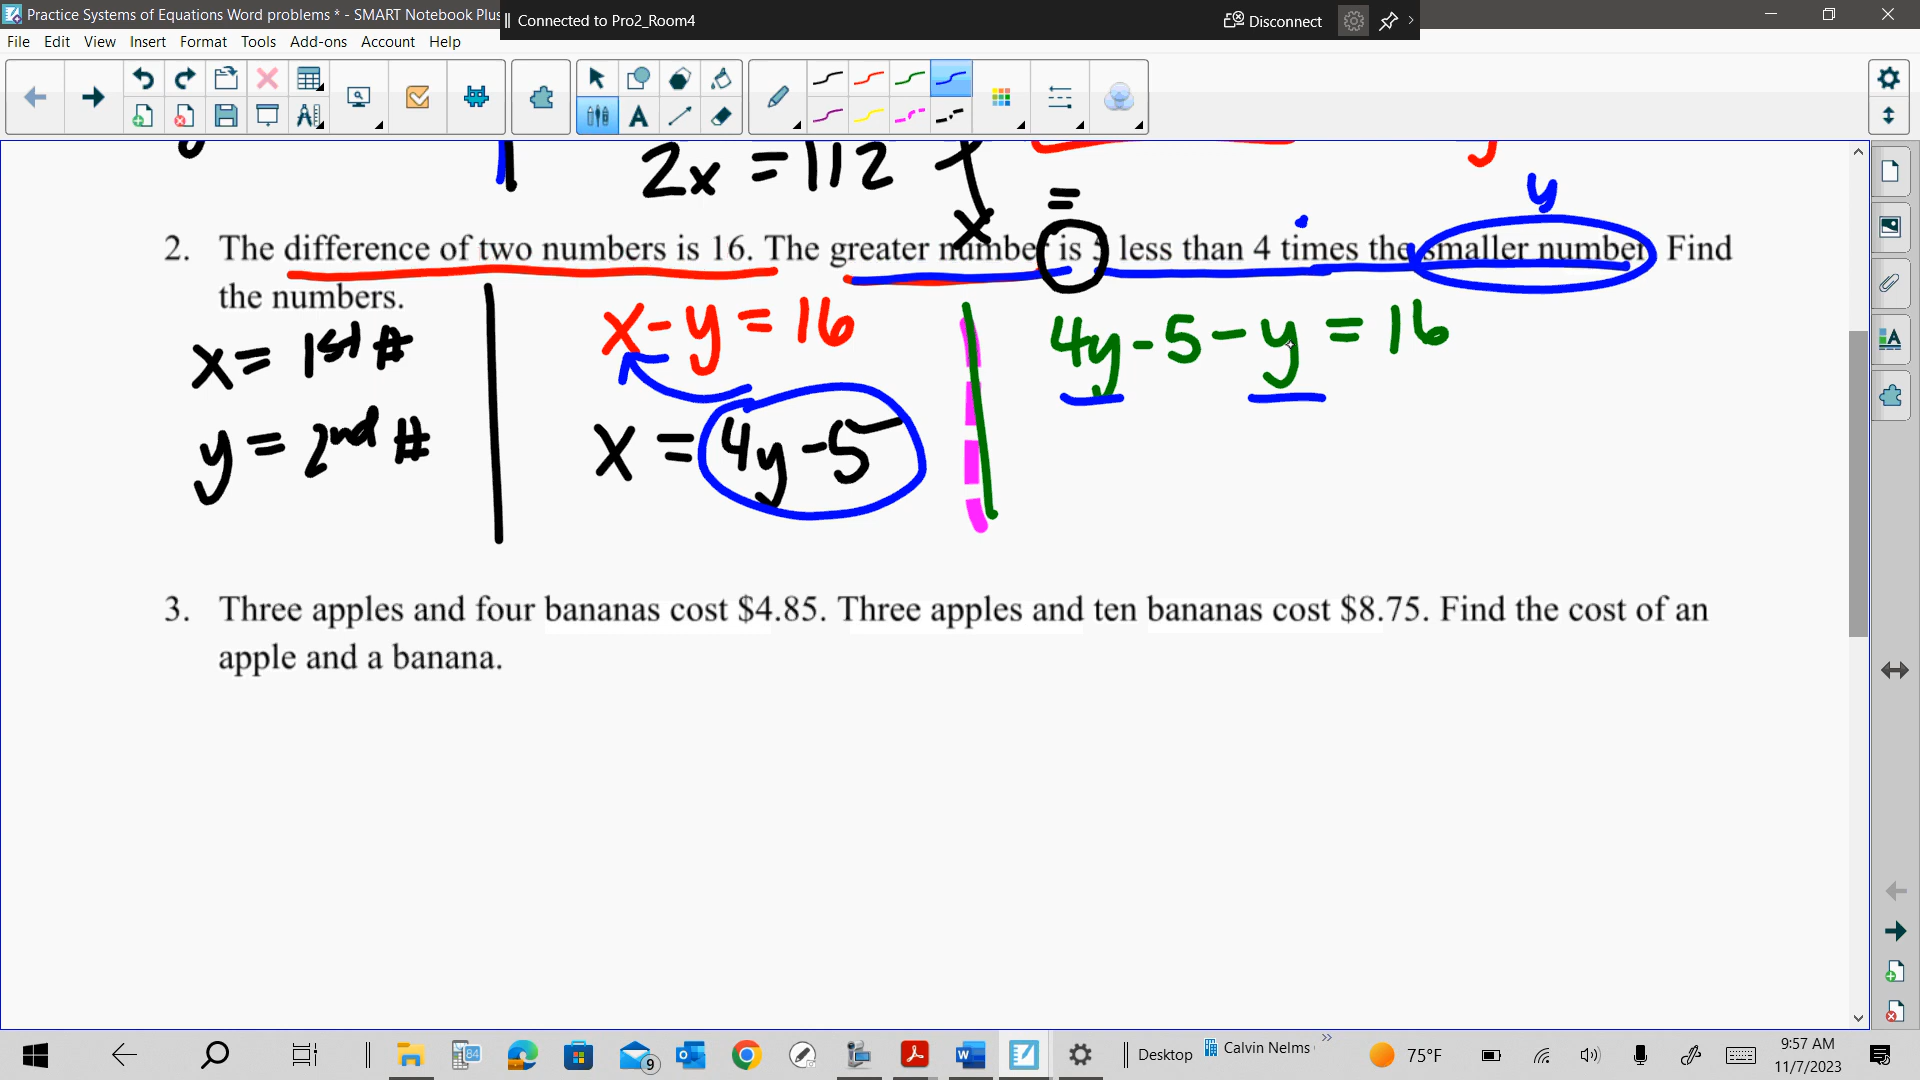 Practice Systems of Equations Word problems * - SMART Notebook Plus
Connected to Pro2_Room4
Disconnect
File Edit View Insert Format Tools Add-ons Account Help
2x = 112
x
=
y
2. The difference of two numbers is 16. The greater number is 5 less than 4 times the smaller number. Find
the numbers.
x = 1st #
x - y = 16
4y - 5 - y = 16
y = 2nd #
x = 4y - 5
3. Three apples and four bananas cost $4.85. Three apples and ten bananas cost $8.75. Find the cost of an
apple and a banana.
84
9
Desktop
Calvin Nelms
75°F
9:57 AM
11/7/2023